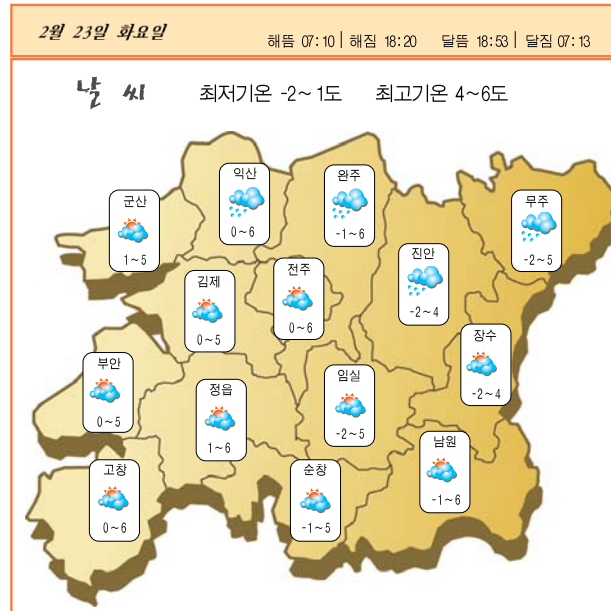 2월 23일 화요일
해뜸 07:10 | 해짐 18:20 달뜸 18:53 | 달짐 07:13
날 씨 최저기온 -2~1도 최고기온 4~6도
익산
0~6
완주
-1~6
군산
1~5
무주
-2~5
진안
-2~4
전주
0~6
김제
0~5
장수
-2~4
부안
0~5
임실
-2~5
정읍
1~6
남원
-1~6
고창
0~6
순창
-1~5